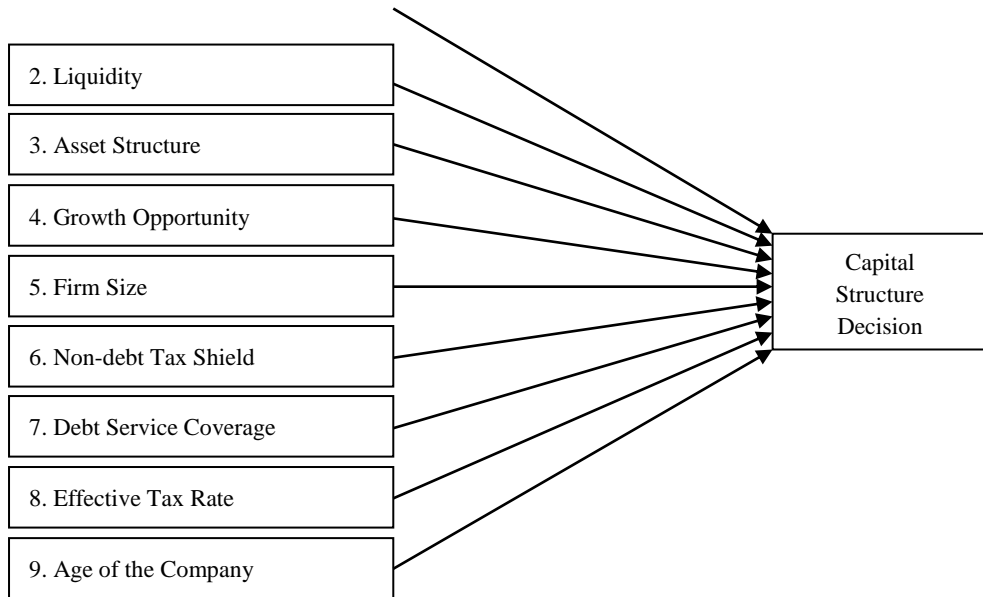 2. Liquidity
3. Asset Structure
4. Growth Opportunity
5. Firm Size
6. Non-debt Tax Shield
7. Debt Service Coverage
8. Effective Tax Rate
9. Age of the Company
Capital
Structure
Decision